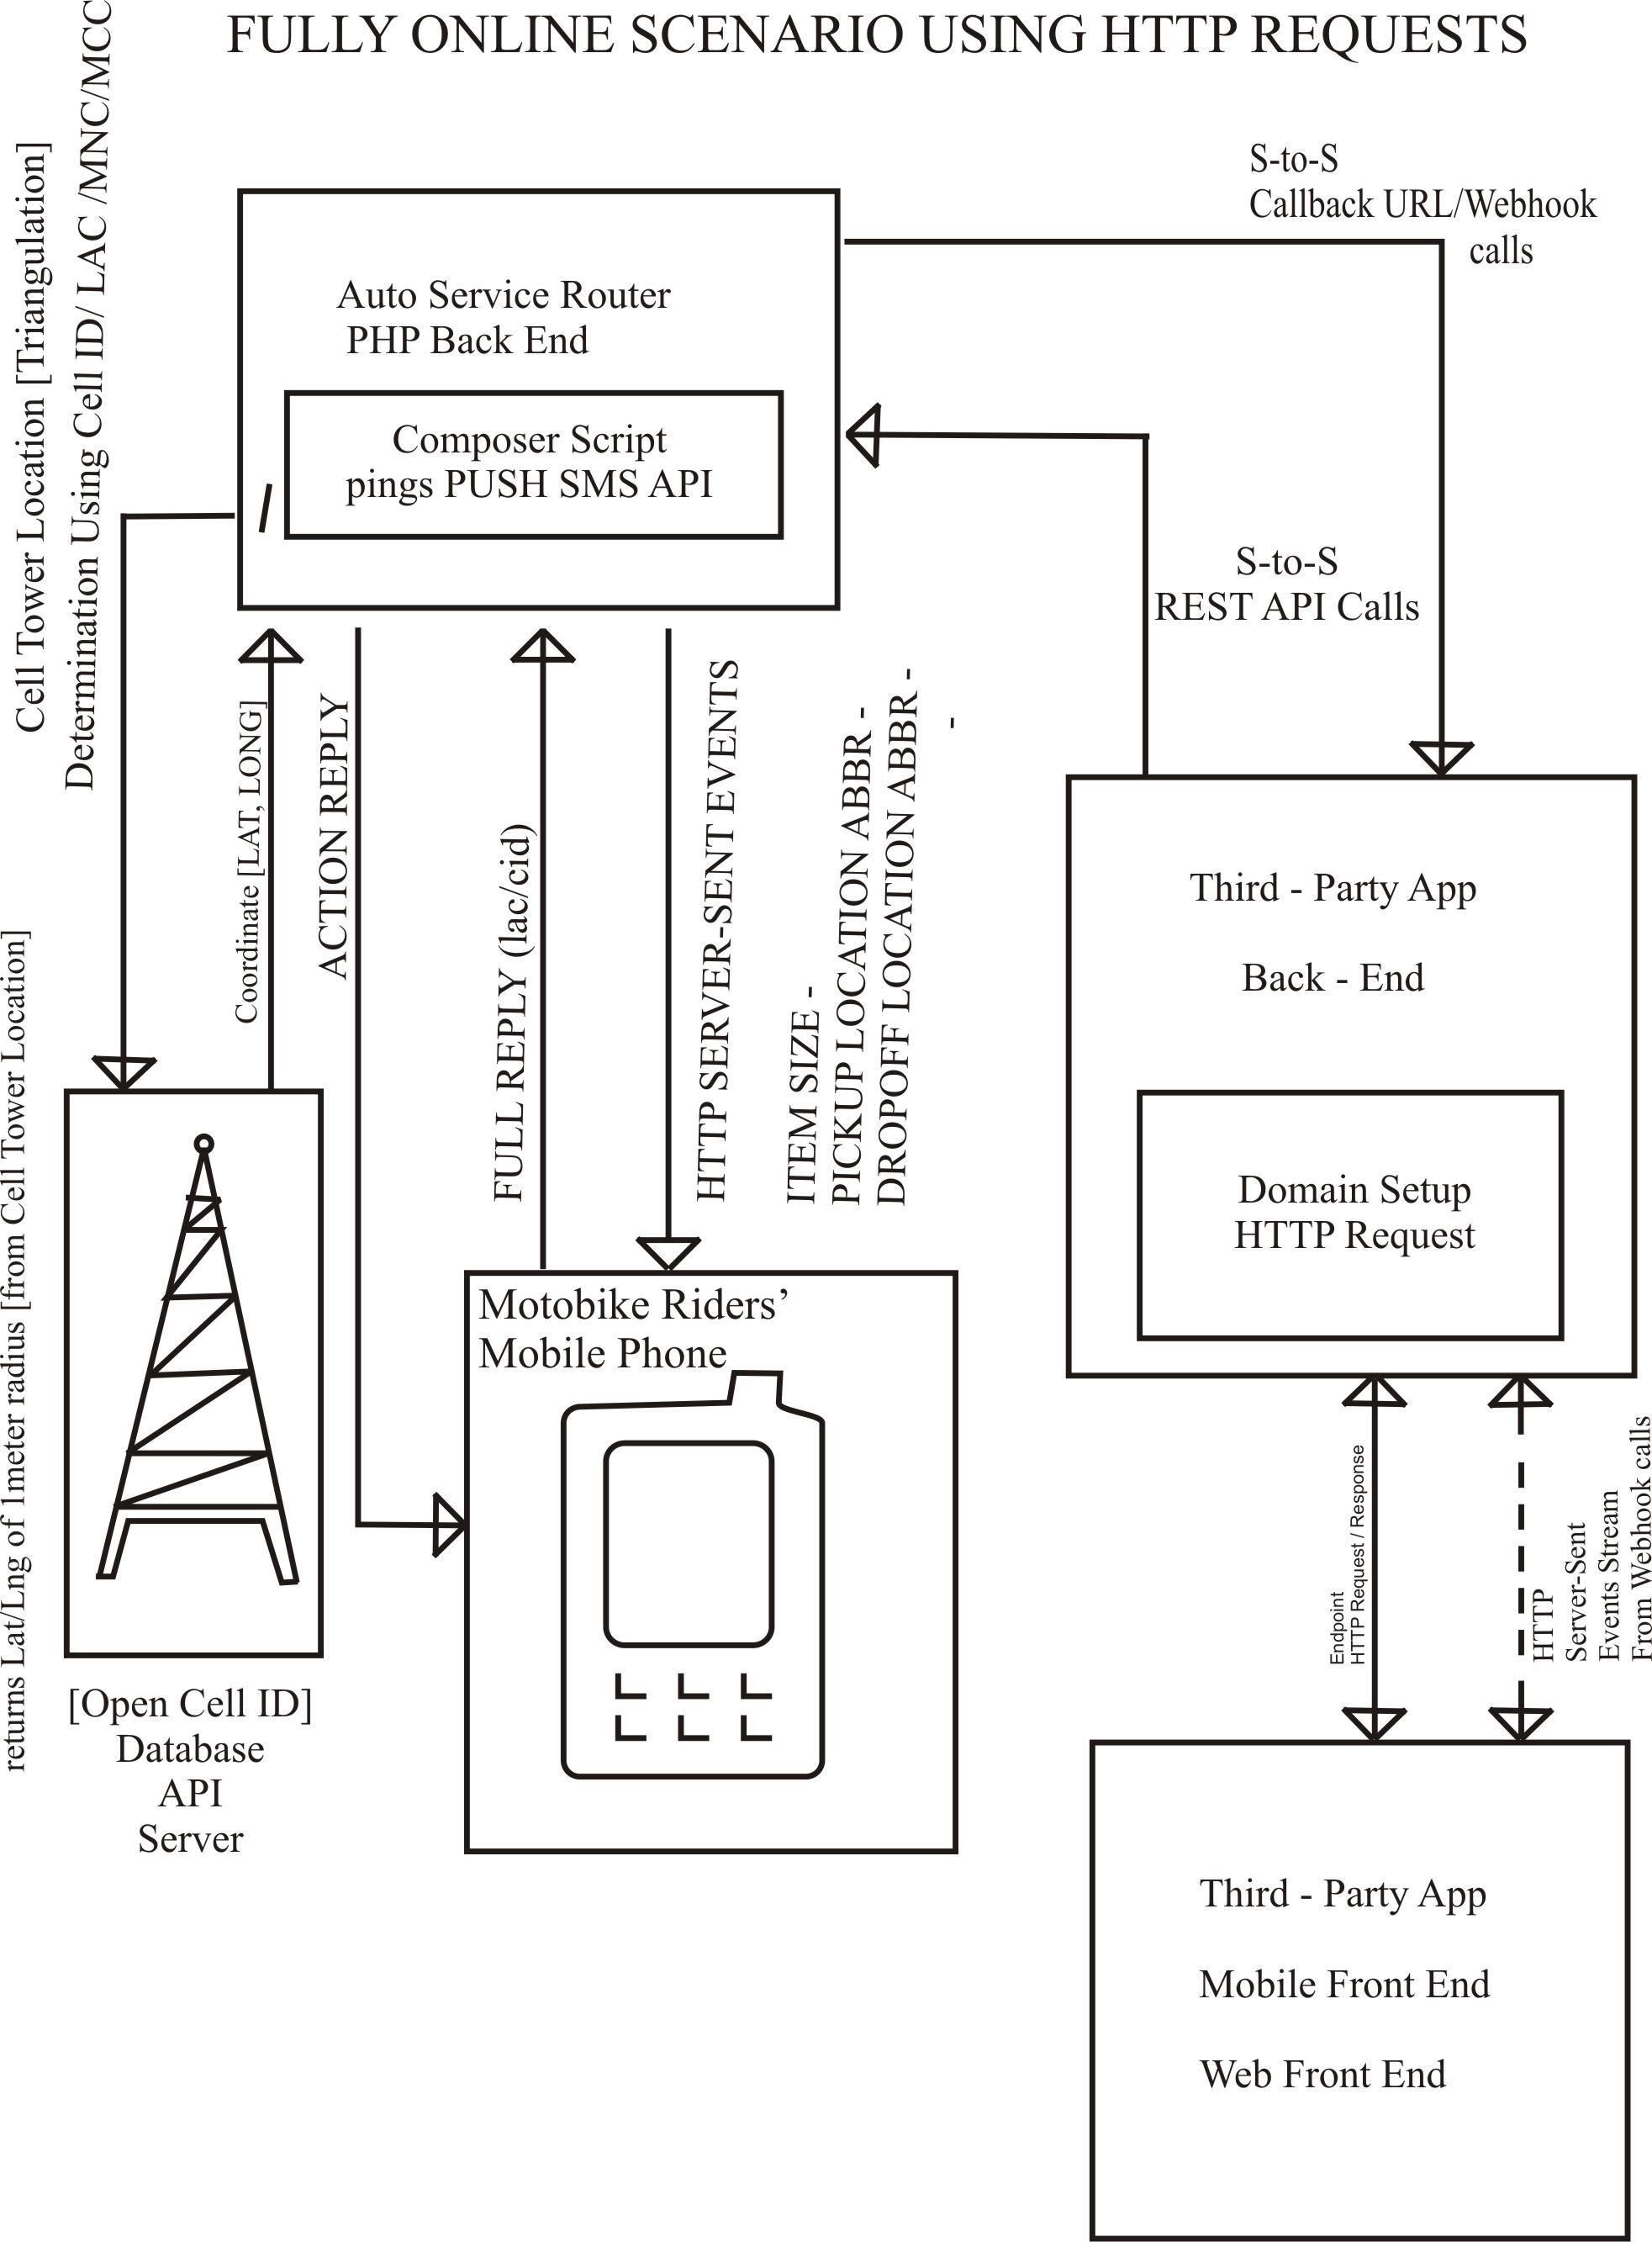 FULLY ONLINE SCENARIO USING HTTP REQUESTS
Cell Tower Location [Triangulation]
Determination Using Cell ID/ LAC /MNC/MCC
S-to-S
Callback URL/Webhook
calls
Auto Service Router
PHP Back End
Composer Script
pings PUSH SMS API
S-to-S
REST API Calls
Coordinate [LAT, LONG]
ACTION REPLY
FULL REPLY (lac/cid)
HTTP SERVER-SENT EVENTS
ITEM SIZE -
PICKUP LOCATION ABBR -
DROPOFF LOCATION ABBR -
-
Third - Party App
Back - End
Domain Setup
HTTP Request
returns Lat/Lng of 1meter radius [from Cell Tower Location]
Motobike Riders’
Mobile Phone
[Open Cell ID]
Database
API
Server
Endpoint
HTTP Request / Response
HTTP
Server-Sent
Events Stream
From Webhook calls
Third - Party App
Mobile Front End
Web Front End